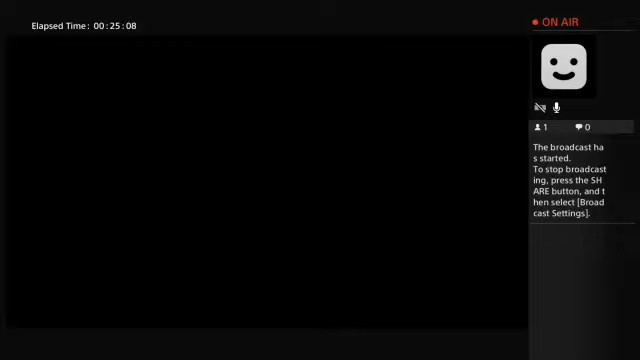 Elapsed Time: 00:25:08
ON AIR
1 0
The broadcast ha
s started.
To stop broadcast
ing, press the SH
ARE button, and t
hen select [Broad
cast Settings].